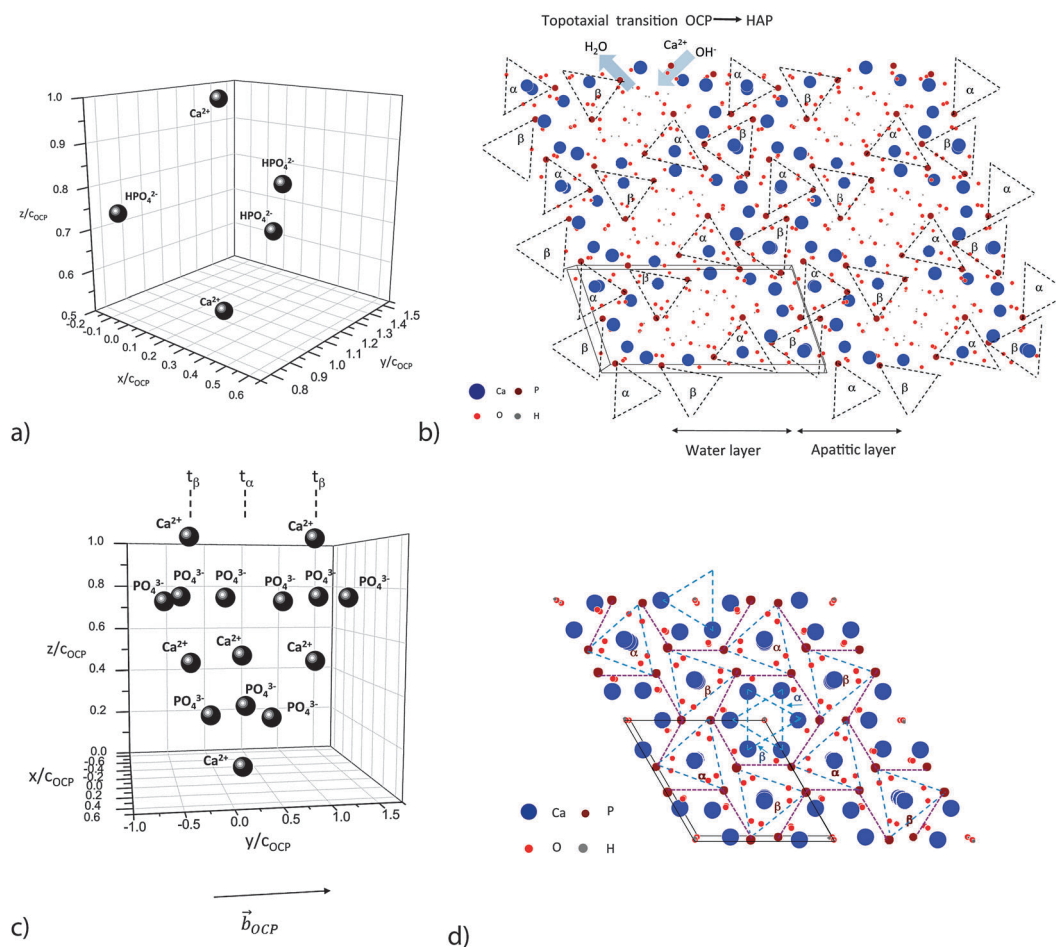 Topotaxial transition OCP → HAP
H₂O
Ca²⁺
OH⁻
α
β
α
β
β
α
β
α
β
α
β
α
β
α
β
α
β
α
β
α
β
α
β
α
β
α
β
α
β
α
β
Ca
P
O
H
Water layer
Apatitic layer
b)
1.0
0.9
0.8
z/c_OCP
0.7
0.6
0.5
Ca²⁺
HPO₄²⁻
HPO₄²⁻
HPO₄²⁻
Ca²⁺
-0.2
-0.1
0.0
0.1
0.2
0.3
0.4
0.5
0.6
x/c_OCP
0.8
0.9
1.0
1.1
1.2
1.3
1.4
1.5
y/c_OCP
a)
t_β
t_α
t_β
Ca²⁺
Ca²⁺
1.0
0.8
z/c_OCP
0.6
0.4
0.2
0.0
PO₄³⁻
PO₄³⁻
PO₄³⁻
PO₄³⁻
PO₄³⁻
PO₄³⁻
Ca²⁺
Ca²⁺
Ca²⁺
PO₄³⁻
PO₄³⁻
PO₄³⁻
Ca²⁺
x/c_OCP
-0.6
-0.4
-0.2
0.0
0.2
0.4
0.6
-1.0
-0.5
0.0
0.5
1.0
1.5
y/c_OCP
b⃗_OCP
c)
α
α
β
α
β
α
α
β
β
Ca
P
O
H
d)